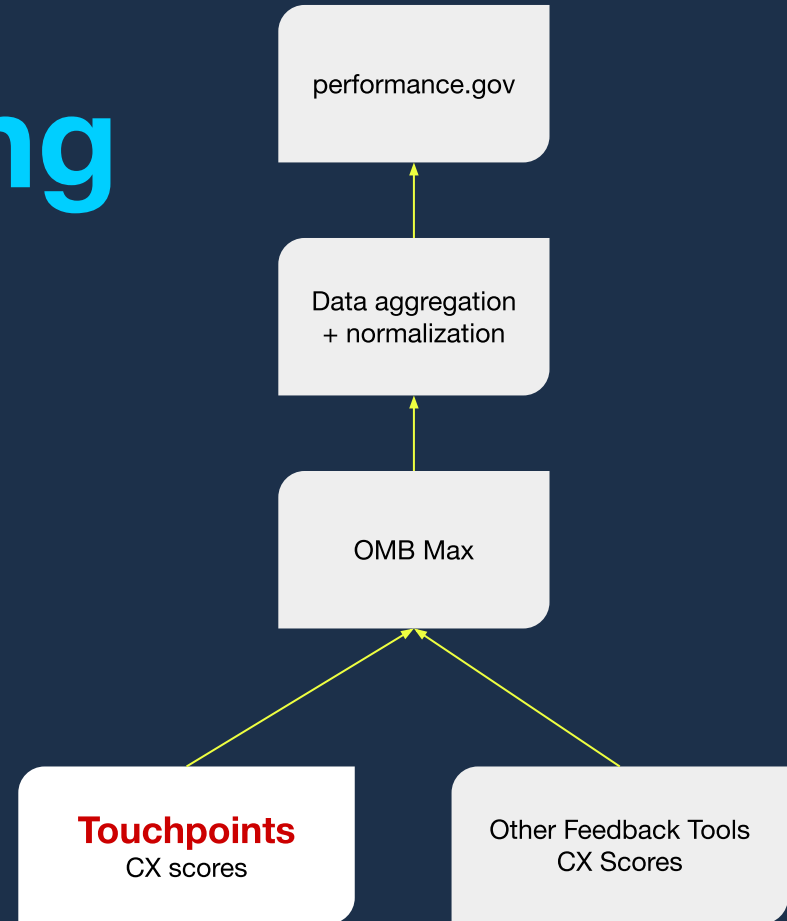 performance.gov
ng
Data aggregation
+ normalization
OMB Max
Touchpoints
CX scores
Other Feedback Tools
CX Scores